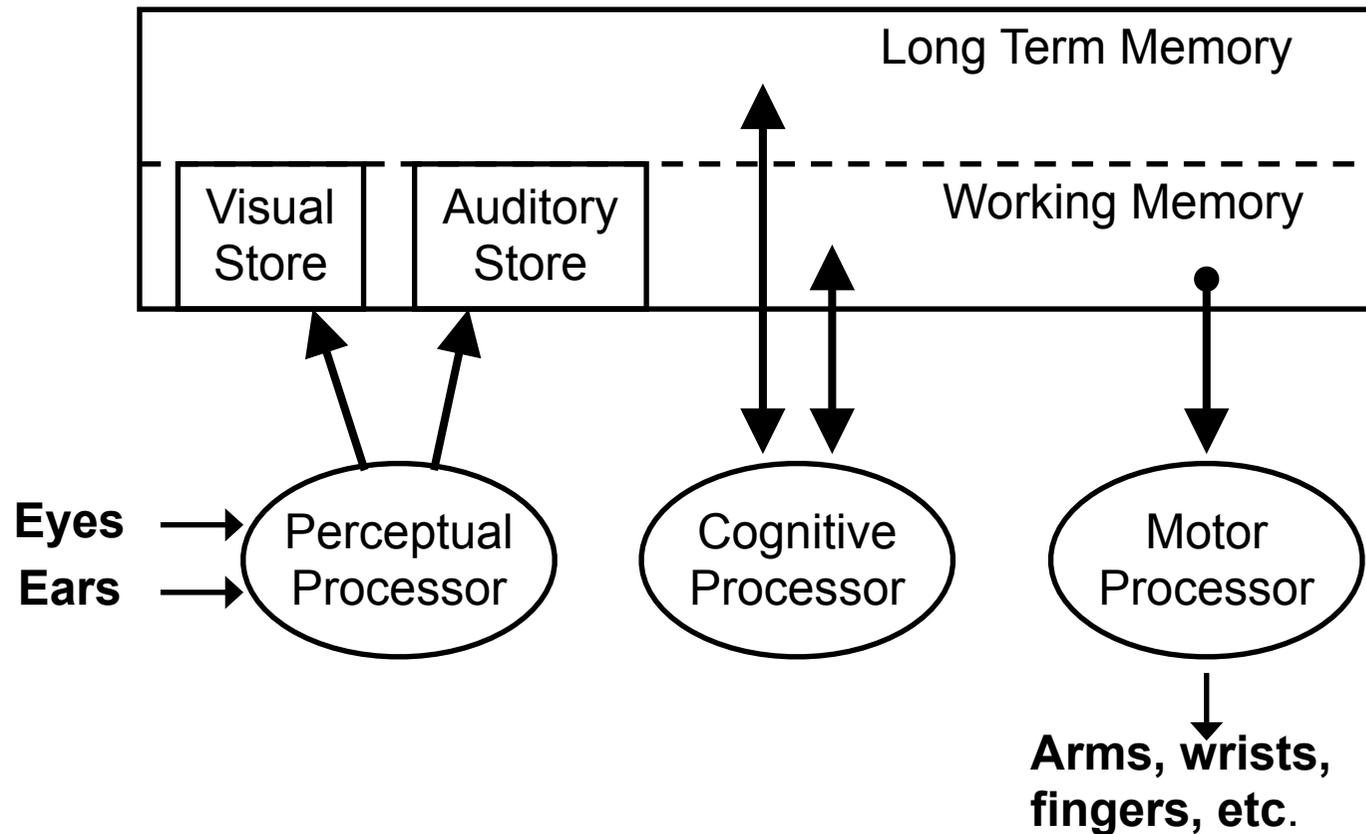 Long Term Memory
Visual
Store
Auditory
Store
Working Memory
Eyes
Ears
Perceptual
Processor
Cognitive
Processor
Motor
Processor
Arms, wrists,
fingers, etc.